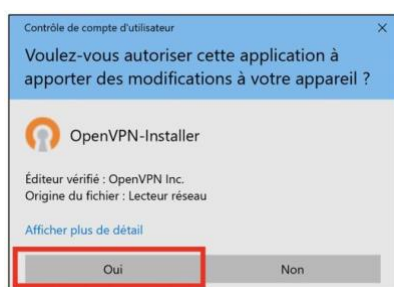 Contrôle de compte d'utilisateur
Voulez-vous autoriser cette application à
apporter des modifications à votre appareil ?
OpenVPN-Installer
Éditeur vérifié : OpenVPN Inc.
Origine du fichier : Lecteur réseau
Afficher plus de détail
Oui Non